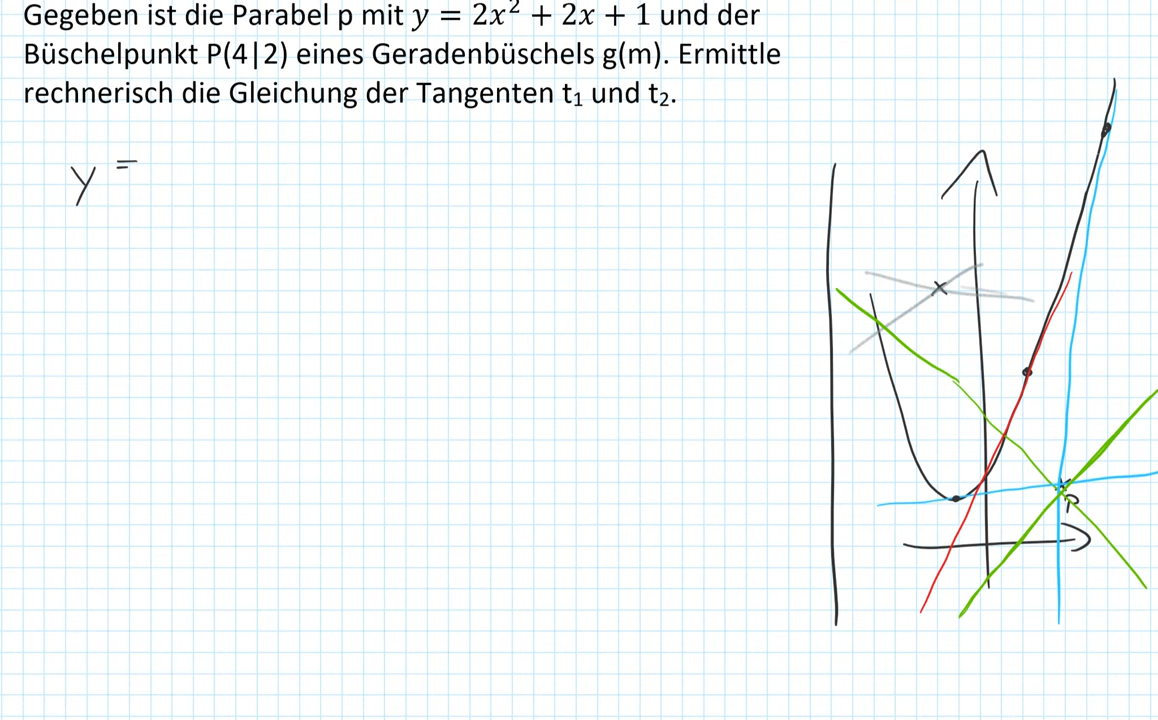 Gegeben ist die Parabel p mit y = 2x² + 2x + 1 und der
Büschelpunkt P(4|2) eines Geradenbüschels g(m). Ermittle
rechnerisch die Gleichung der Tangenten t₁ und t₂.
y =
P